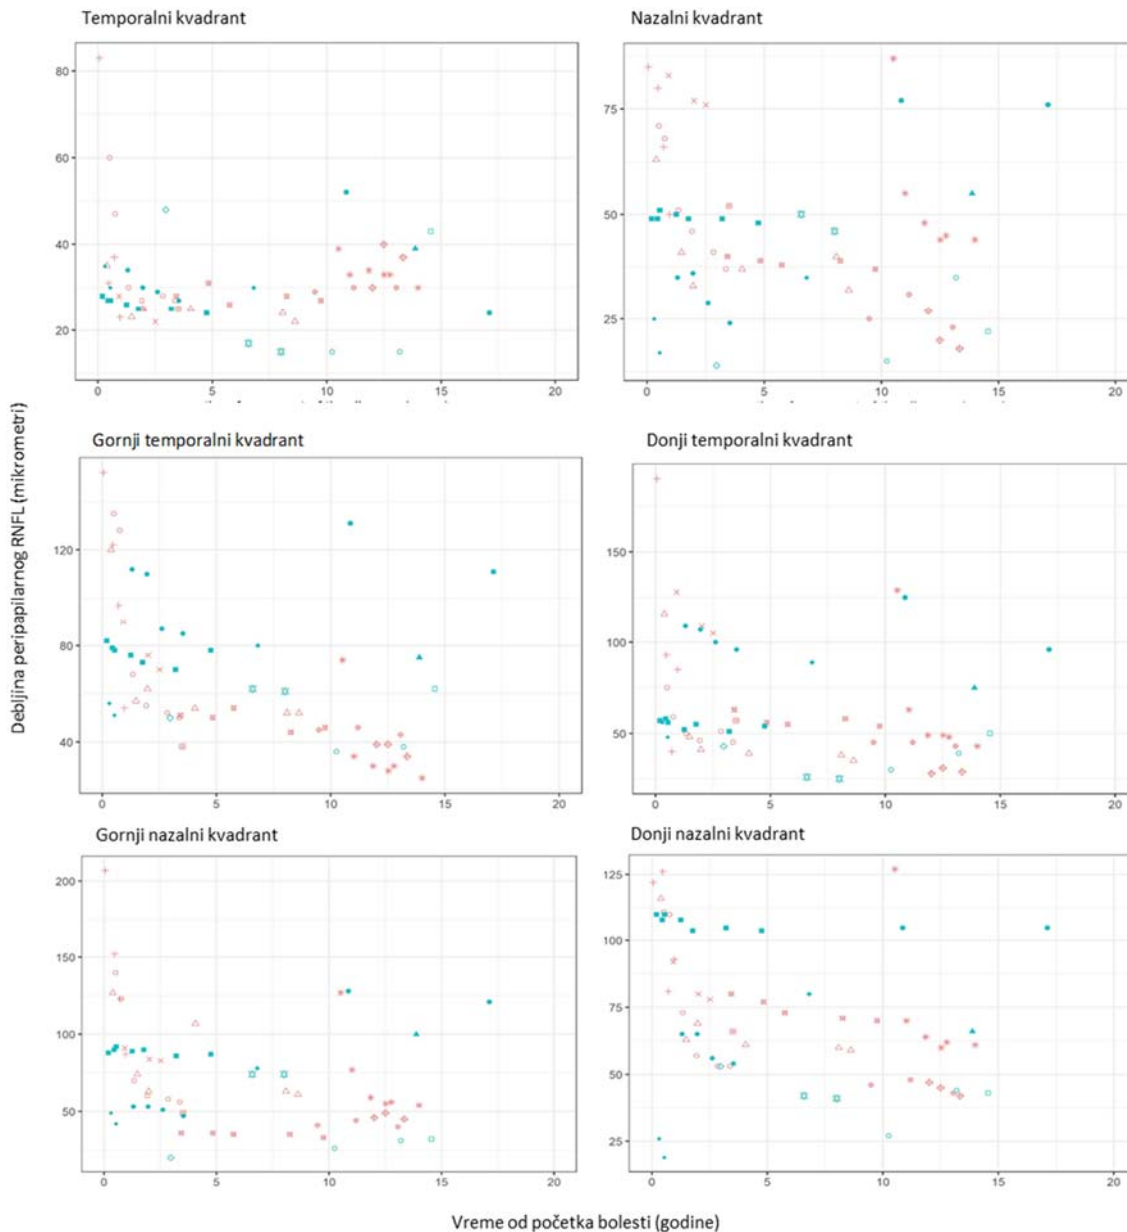 Temporalni kvadrant
Nazalni kvadrant
80
60
40
20
0 5 10 15 20
75
50
25
0 5 10 15 20
Debljina peripapilarnog RNFL (mikrometri)
Gornji temporalni kvadrant
Donji temporalni kvadrant
120
80
40
0 5 10 15 20
150
100
50
0 5 10 15 20
Gornji nazalni kvadrant
Donji nazalni kvadrant
200
150
100
50
0 5 10 15 20
125
100
75
50
25
0 5 10 15 20
Vreme od početka bolesti (godine)